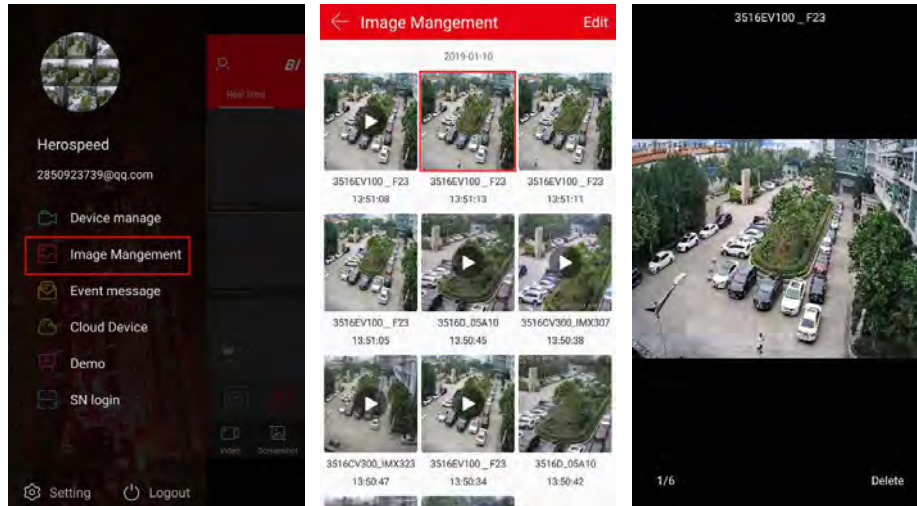 BI
Real time
Herospeed
2850923739@qq.com
Device manage
Image Mangement
Event message
Cloud Device
Demo
SN login
Video Screenshot
Setting Logout
Image Mangement Edit
2019-01-10
3516EV100 _ F23 3516EV100 _ F23 3516EV100 _ F23
13:51:08 13:51:13 13:51:11
3516EV100 _ F23 3516D_05A10 3516CV300_IMX307
13:51:05 13:50:45 13:50:38
3516CV300_IMX323 3516EV100 _ F23 3516D_05A10
13:50:47 13:50:34 13:50:42
3516EV100 _ F23
1/6 Delete